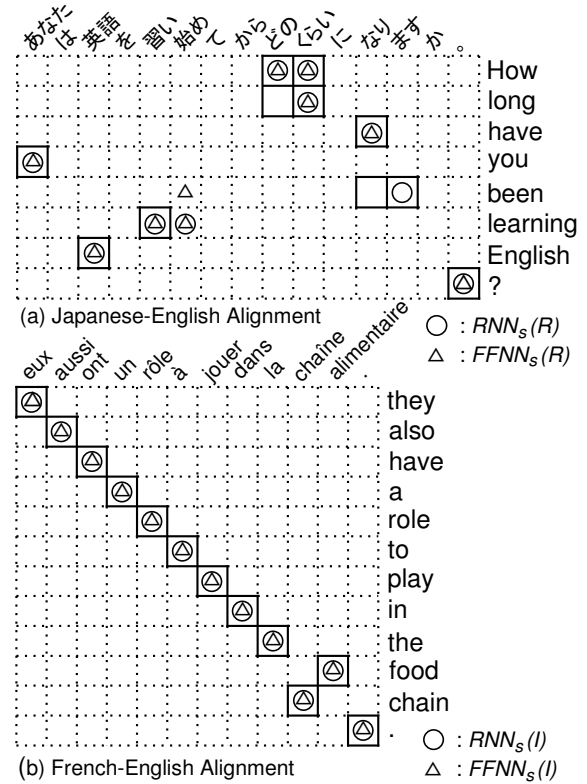 あなた は 英語 を 習い 始め て から どの くらい に なり ます か 。
How
long
have
you
been
learning
English
?
(a) Japanese-English Alignment
○ : RNNs(R)
△ : FFNNs(R)
eux aussi ont un rôle a jouer dans la chaîne alimentaire .
they
also
have
a
role
to
play
in
the
food
chain
.
(b) French-English Alignment
○ : RNNs(I)
△ : FFNNs(I)